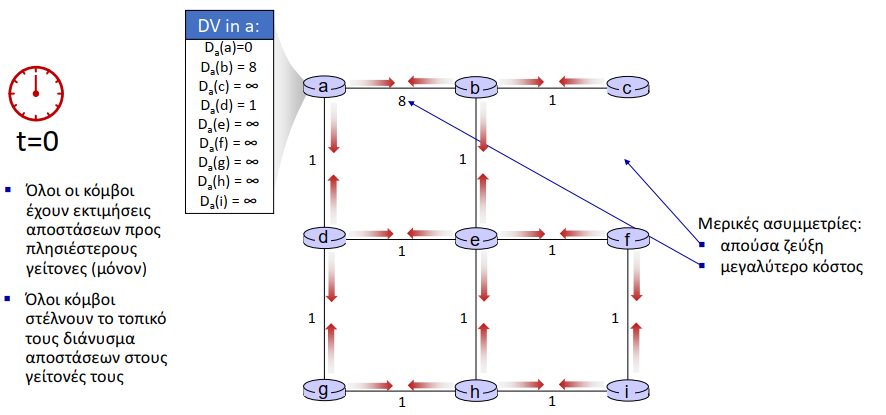 DV in a:
Da(a)=0
Da(b) = 8
Da(c) = ∞
Da(d) = 1
Da(e) = ∞
Da(f) = ∞
Da(g) = ∞
Da(h) = ∞
Da(i) = ∞
t=0
▪ Όλοι οι κόμβοι
έχουν εκτιμήσεις
αποστάσεων προς
πλησιέστερους
γείτονες (μόνον)
▪ Όλοι κόμβοι
στέλνουν το τοπικό
τους διάνυσμα
αποστάσεων στους
γείτονές τους
a
b
c
8
1
1
1
d
e
f
1
1
1
1
1
g
h
i
1
1
Μερικές ασυμμετρίες:
▪ απούσα ζεύξη
▪ μεγαλύτερο κόστος